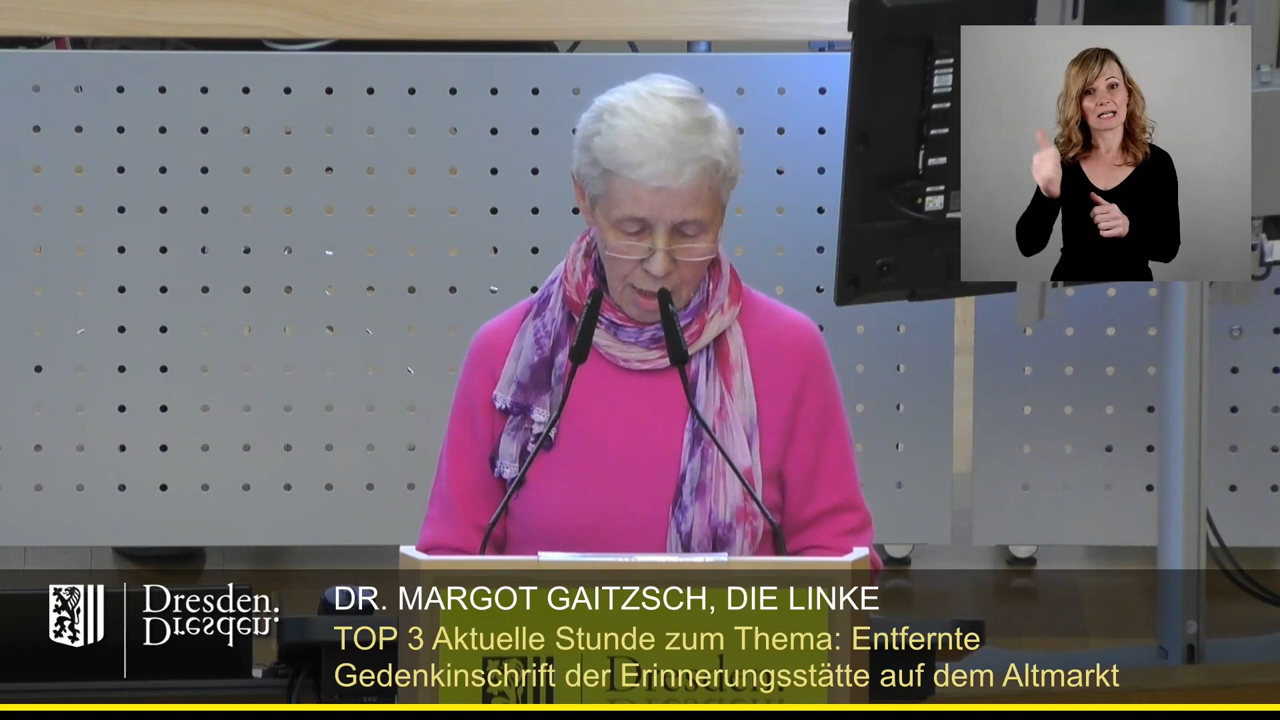 Dresden.
Dresden.
DR. MARGOT GAITZSCH, DIE LINKE
TOP 3 Aktuelle Stunde zum Thema: Entfernte
Gedenkinschrift der Erinnerungsstätte auf dem Altmarkt
Dresden.